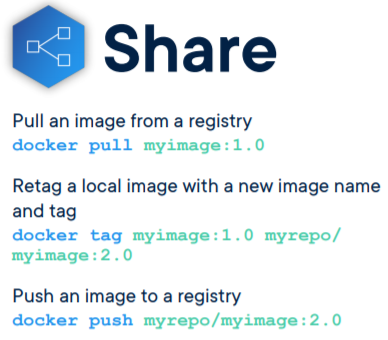 Share
Pull an image from a registry
docker pull myimage:1.0
Retag a local image with a new image name
and tag
docker tag myimage:1.0 myrepo/
myimage:2.0
Push an image to a registry
docker push myrepo/myimage:2.0